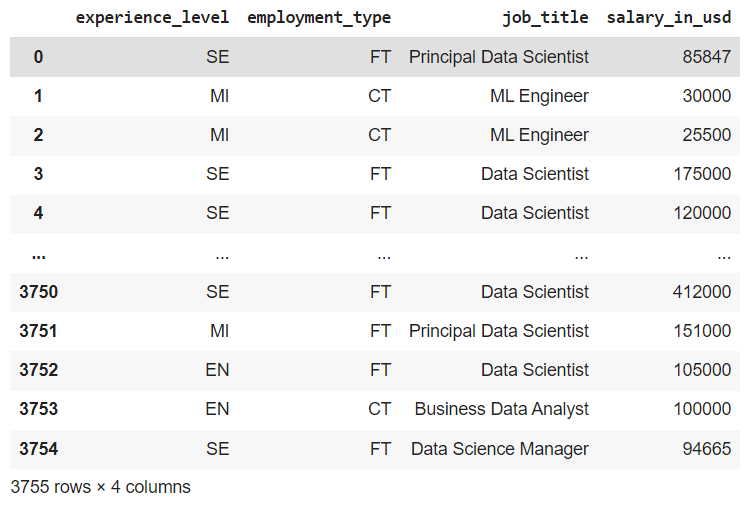 experience_level employment_type job_title salary_in_usd
0 SE FT Principal Data Scientist 85847
1 MI CT ML Engineer 30000
2 MI CT ML Engineer 25500
3 SE FT Data Scientist 175000
4 SE FT Data Scientist 120000
... ... ... ... ...
3750 SE FT Data Scientist 412000
3751 MI FT Principal Data Scientist 151000
3752 EN FT Data Scientist 105000
3753 EN CT Business Data Analyst 100000
3754 SE FT Data Science Manager 94665
3755 rows × 4 columns